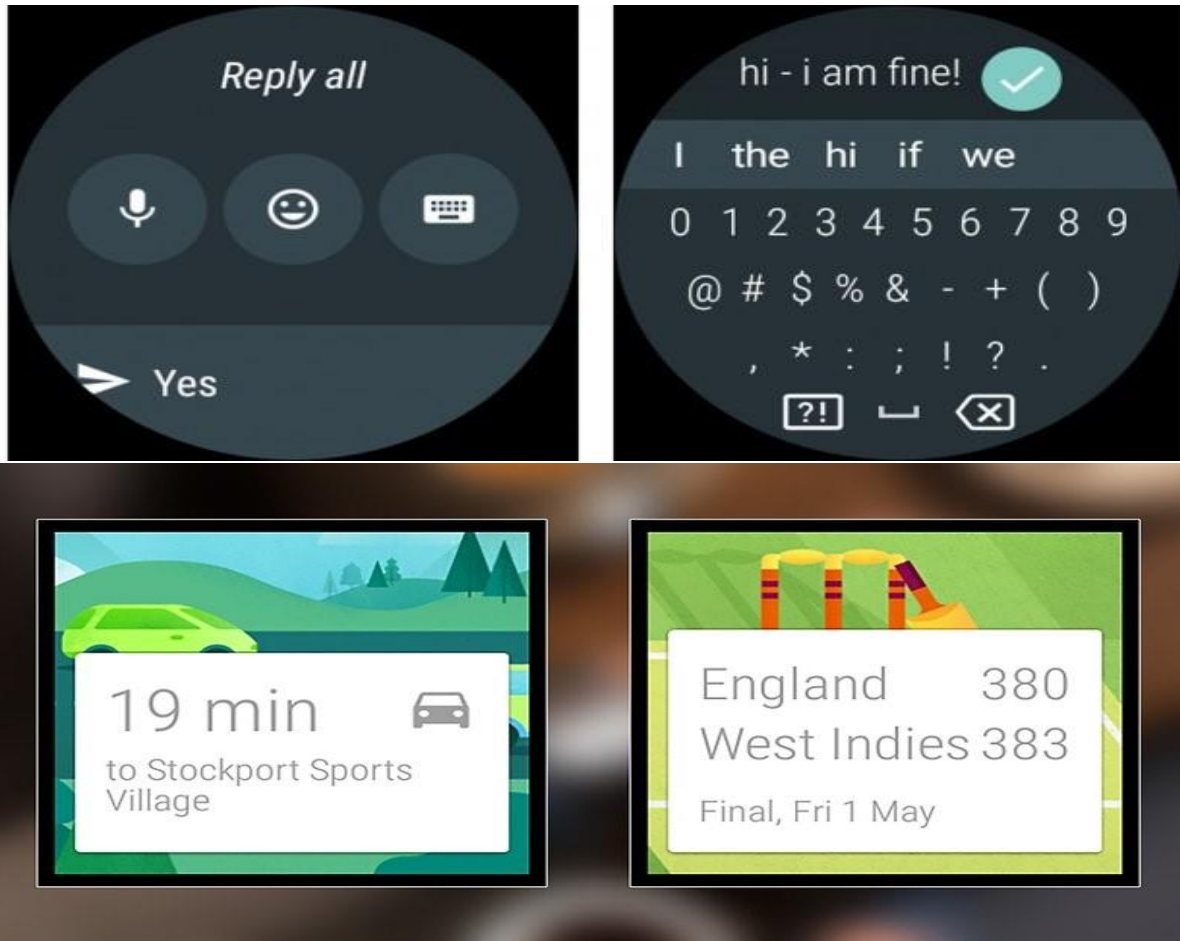 Reply all
Yes
hi - i am fine!
I the hi if we
0 1 2 3 4 5 6 7 8 9
@ # $ % & - + ( )
, * : ; ! ? .
?!
19 min
to Stockport Sports
Village
England 380
West Indies 383
Final, Fri 1 May